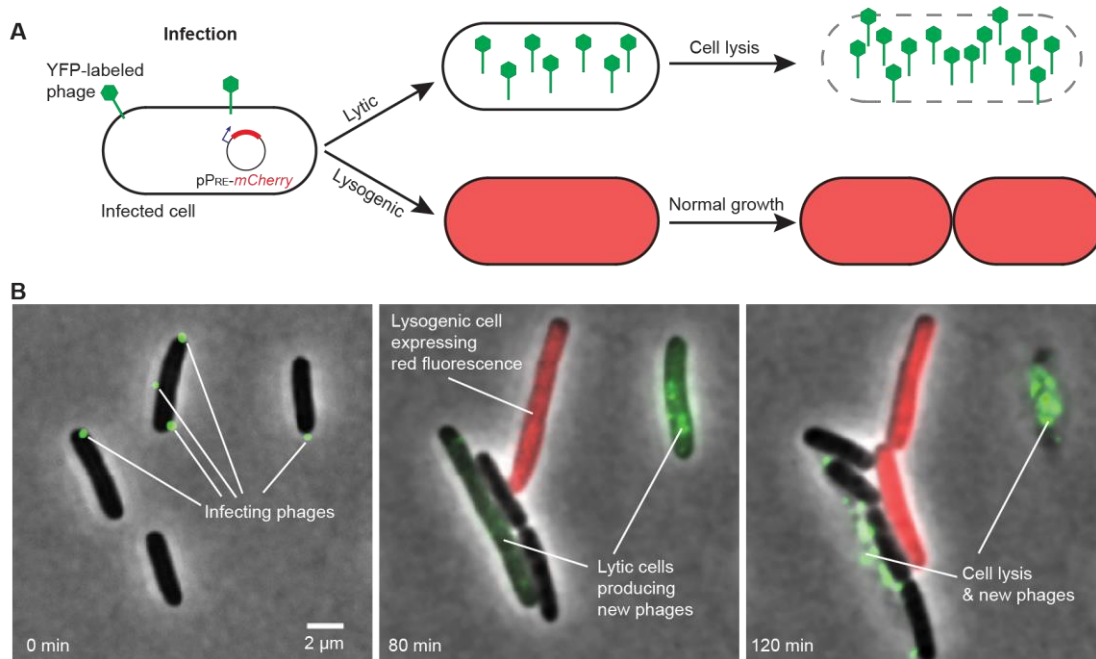 A
Infection
YFP-labeled
phage
pPRE-mCherry
Infected cell
Lytic
Lysogenic
Cell lysis
Normal growth
B
Infecting phages
0 min
2 μm
Lysogenic cell
expressing
red fluorescence
Lytic cells
producing
new phages
80 min
Cell lysis
& new phages
120 min